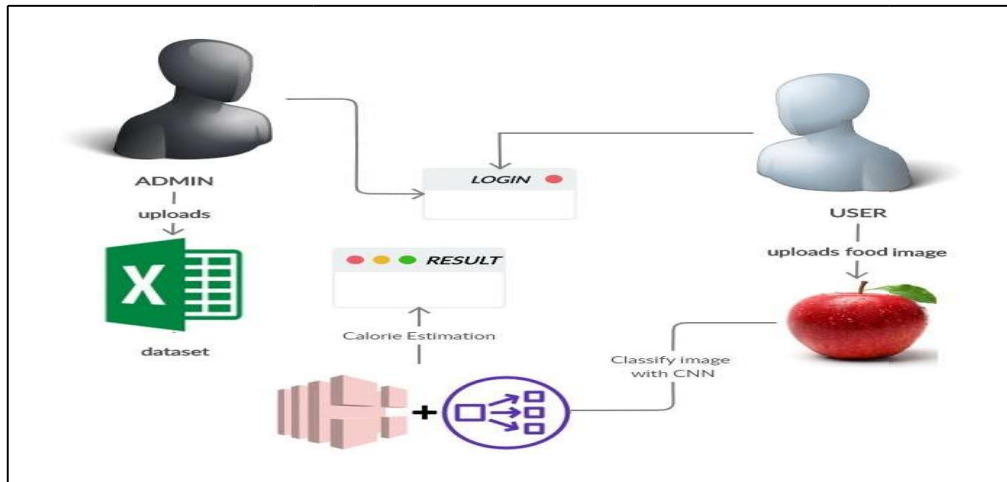 ADMIN
uploads
X
dataset
LOGIN
RESULT
Calorie Estimation
+
USER
uploads food image
Classify image
with CNN